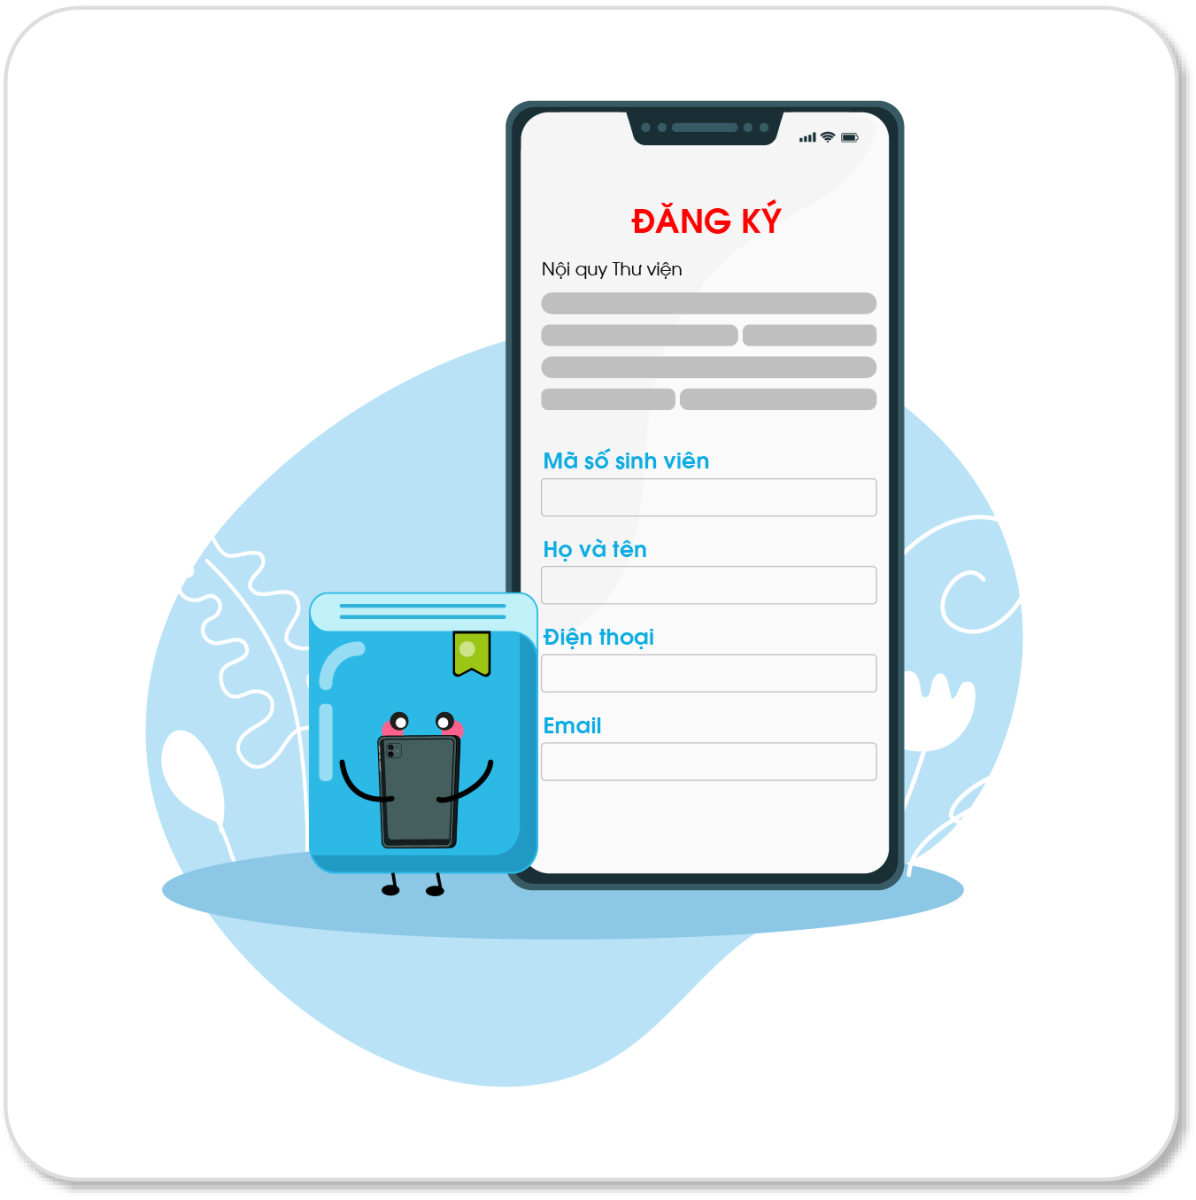 ĐĂNG KÝ
Nội quy Thư viện
Mã số sinh viên
Họ và tên
Điện thoại
Email